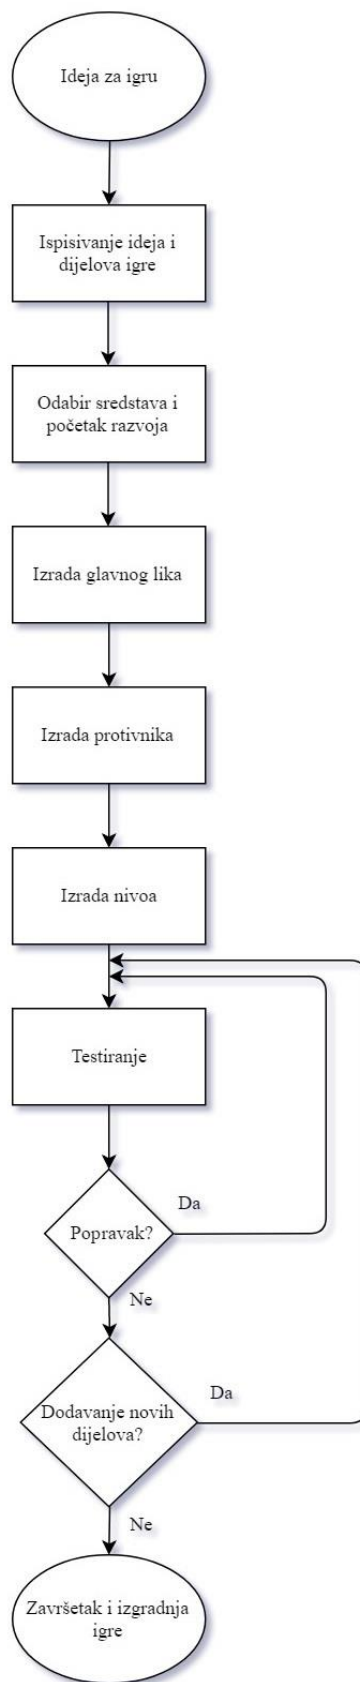 Ideja za igru
Ispisivanje ideja i
dijelova igre
Odabir sredstava i
početak razvoja
Izrada glavnog lika
Izrada protivnika
Izrada nivoa
Testiranje
Da
Popravak?
Ne
Da
Dodavanje novih
dijelova?
Ne
Završetak i izgradnja
igre